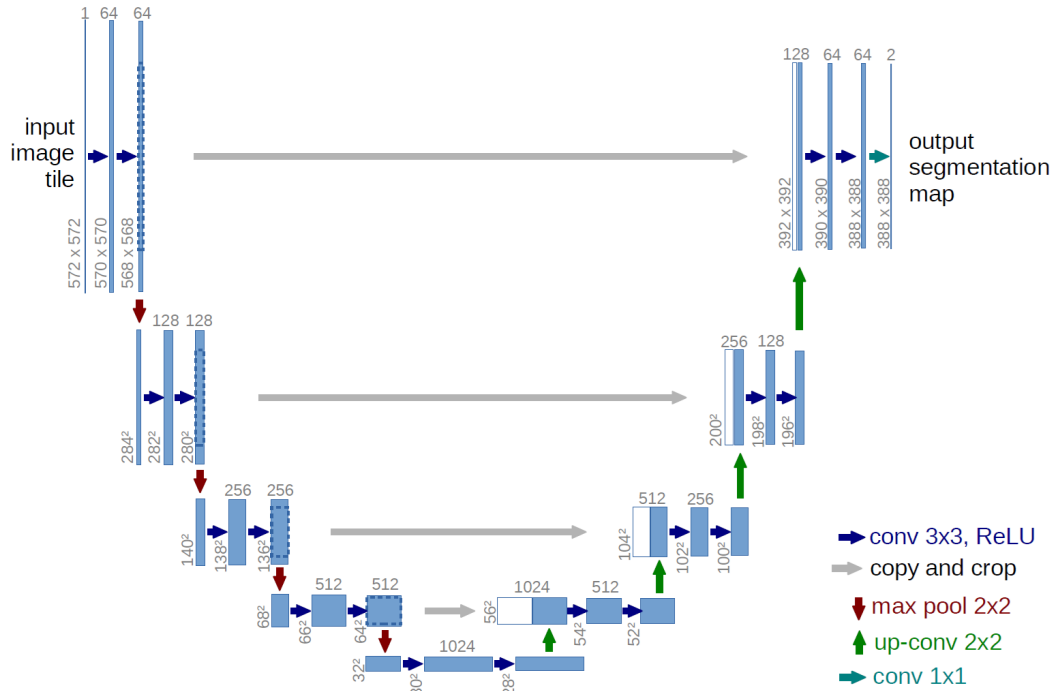 1 64 64
128 64 64 2
input
image
tile
output
segmentation
map
572 x 572
570 x 570
568 x 568
392 x 392
390 x 390
388 x 388
388 x 388
128 128
256 128
284²
282²
280²
200²
198²
196²
256 256
512 256
140²
138²
136²
104²
102²
100²
512 512
1024 512
68²
66²
64²
56²
54²
52²
1024
32²
30²
28²
conv 3x3, ReLU
copy and crop
max pool 2x2
up-conv 2x2
conv 1x1